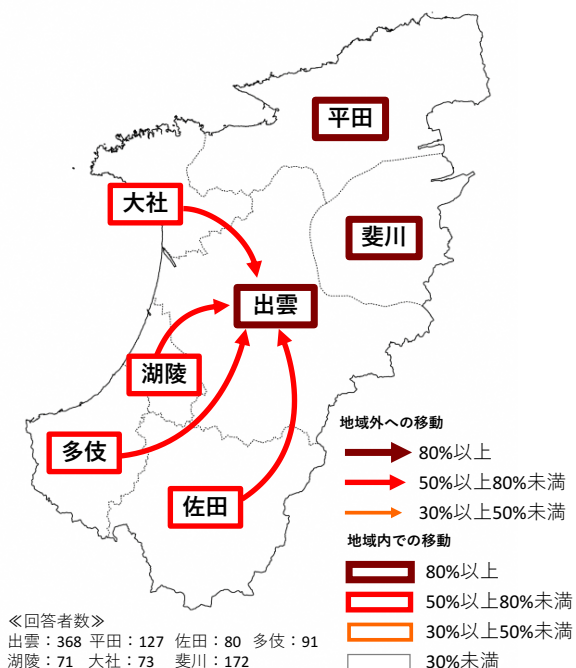 平田
大社
斐川
出雲
湖陵
多伎
佐田
地域外への移動
80%以上
50%以上80%未満
30%以上50%未満
地域内での移動
80%以上
50%以上80%未満
30%以上50%未満
30%未満
≪回答者数≫
出雲：368 平田：127 佐田：80 多伎：91
湖陵：71 大社：73 斐川：172